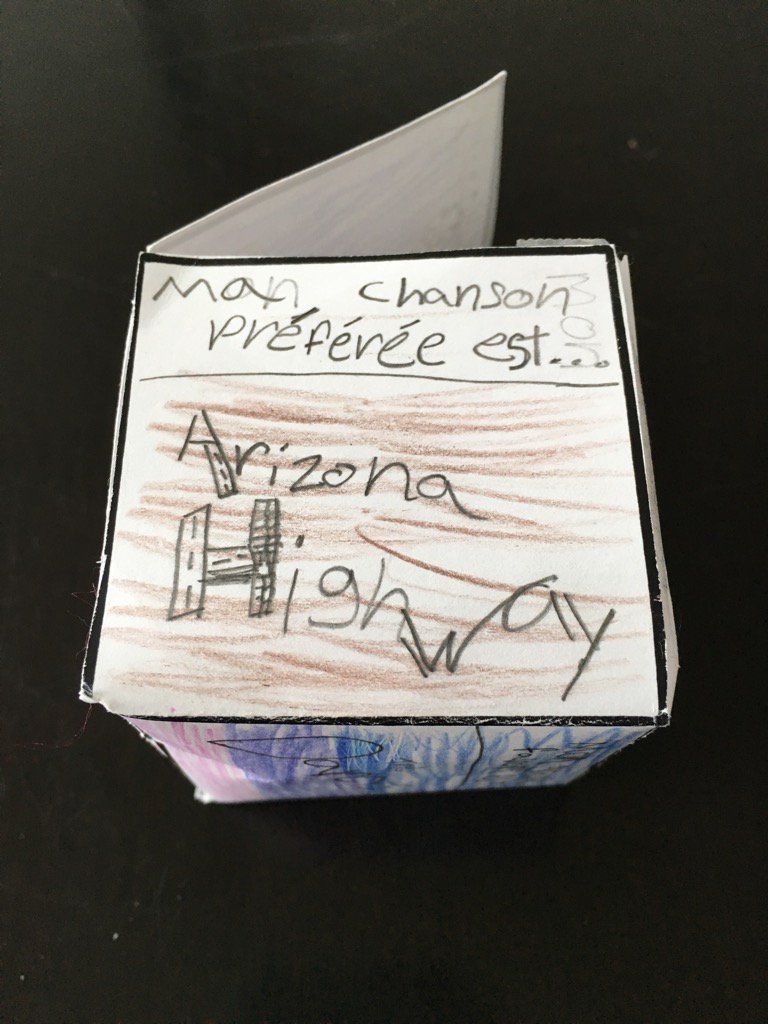 Mon chanson
préférée est...
Arizona
Highway